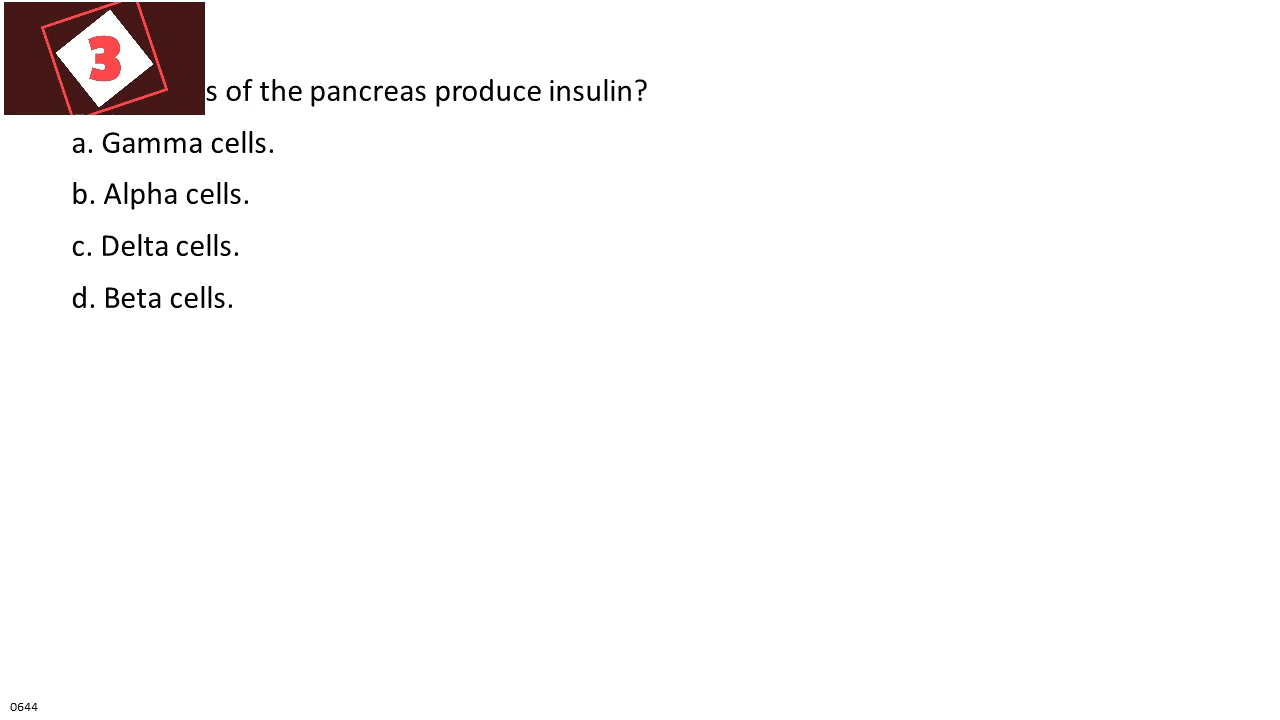 3
s of the pancreas produce insulin?
a. Gamma cells.
b. Alpha cells.
c. Delta cells.
d. Beta cells.
0644